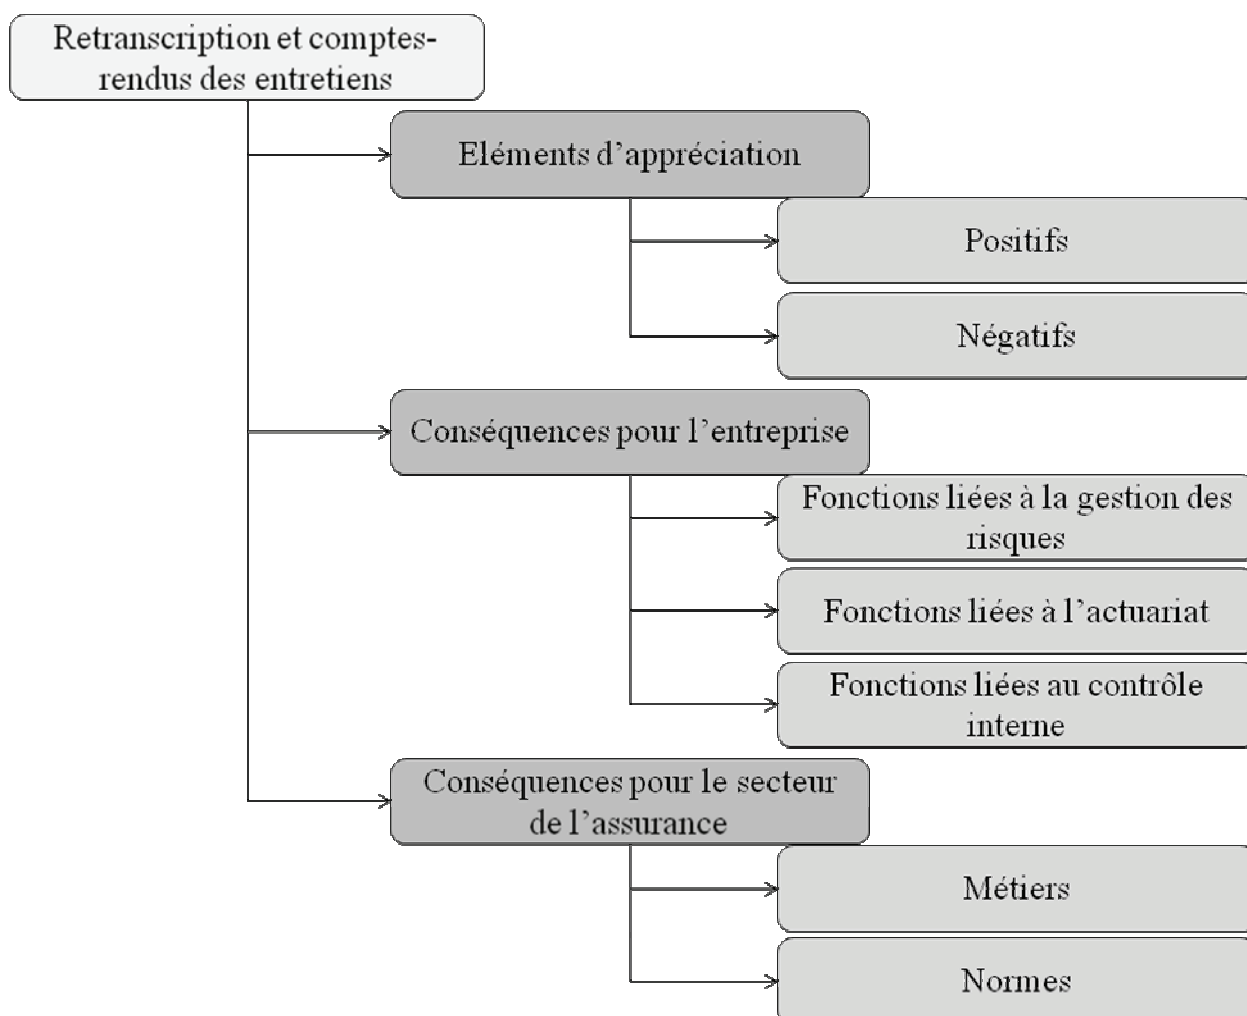 Retranscription et comptes-
rendus des entretiens
Eléments d’appréciation
Positifs
Négatifs
Conséquences pour l’entreprise
Fonctions liées à la gestion des
risques
Fonctions liées à l’actuariat
Fonctions liées au contrôle
interne
Conséquences pour le secteur
de l’assurance
Métiers
Normes